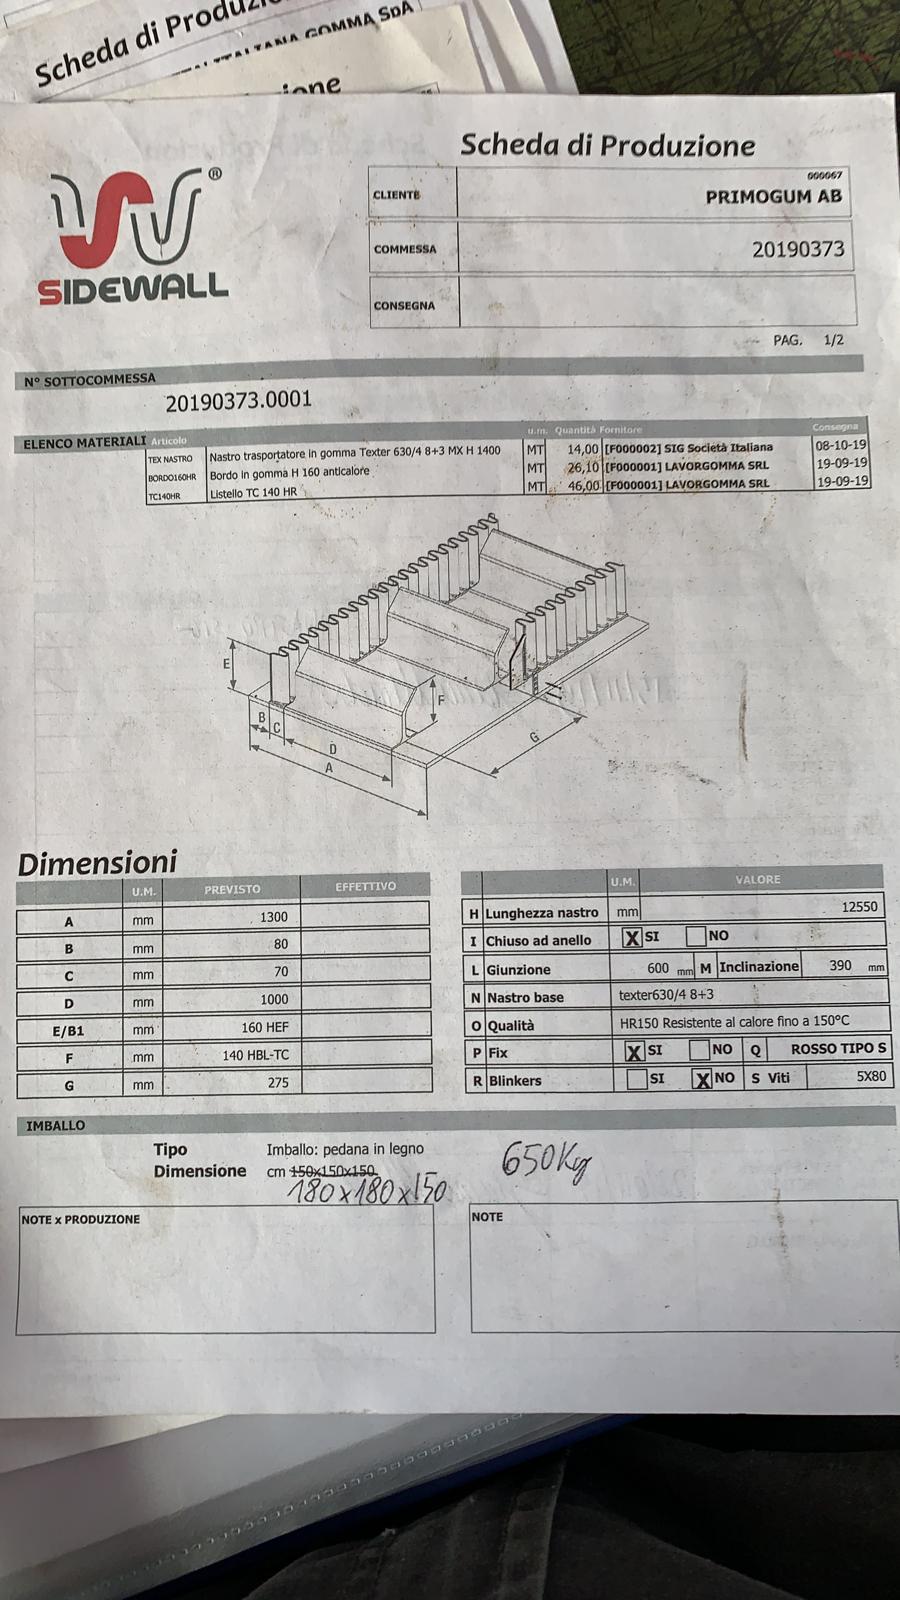 Scheda di Produzi
ITALIANA GOMMA SpA
ione
Scheda di Produzione
®
SIDEWALL
000067
CLIENTE PRIMOGUM AB
COMMESSA 20190373
CONSEGNA
PAG. 1/2
N° SOTTOCOMMESSA
20190373.0001
ELENCO MATERIALI Articolo u.m. Quantità Fornitore Consegna
TEX NASTRO Nastro trasportatore in gomma Texter 630/4 8+3 MX H 1400 MT 14,00 [F000002] SIG Società Italiana 08-10-19
BORDO160HR Bordo in gomma H 160 anticalore MT 26,10 [F000001] LAVORGOMMA SRL 19-09-19
TC140HR Listello TC 140 HR MT 46,00 [F000001] LAVORGOMMA SRL 19-09-19
E
F
B
C
D
G
A
Dimensioni
U.M. PREVISTO EFFETTIVO
A mm 1300
B mm 80
C mm 70
D mm 1000
E/B1 mm 160 HEF
F mm 140 HBL-TC
G mm 275
U.M. VALORE
H Lunghezza nastro mm 12550
I Chiuso ad anello X SI NO
L Giunzione 600 mm M Inclinazione 390 mm
N Nastro base texter630/4 8+3
O Qualità HR150 Resistente al calore fino a 150°C
P Fix X SI NO Q ROSSO TIPO S
R Blinkers SI X NO S Viti 5X80
IMBALLO
Tipo Imballo: pedana in legno
Dimensione cm 150x150x150
180x180x150
650Kg
NOTE x PRODUZIONE
NOTE